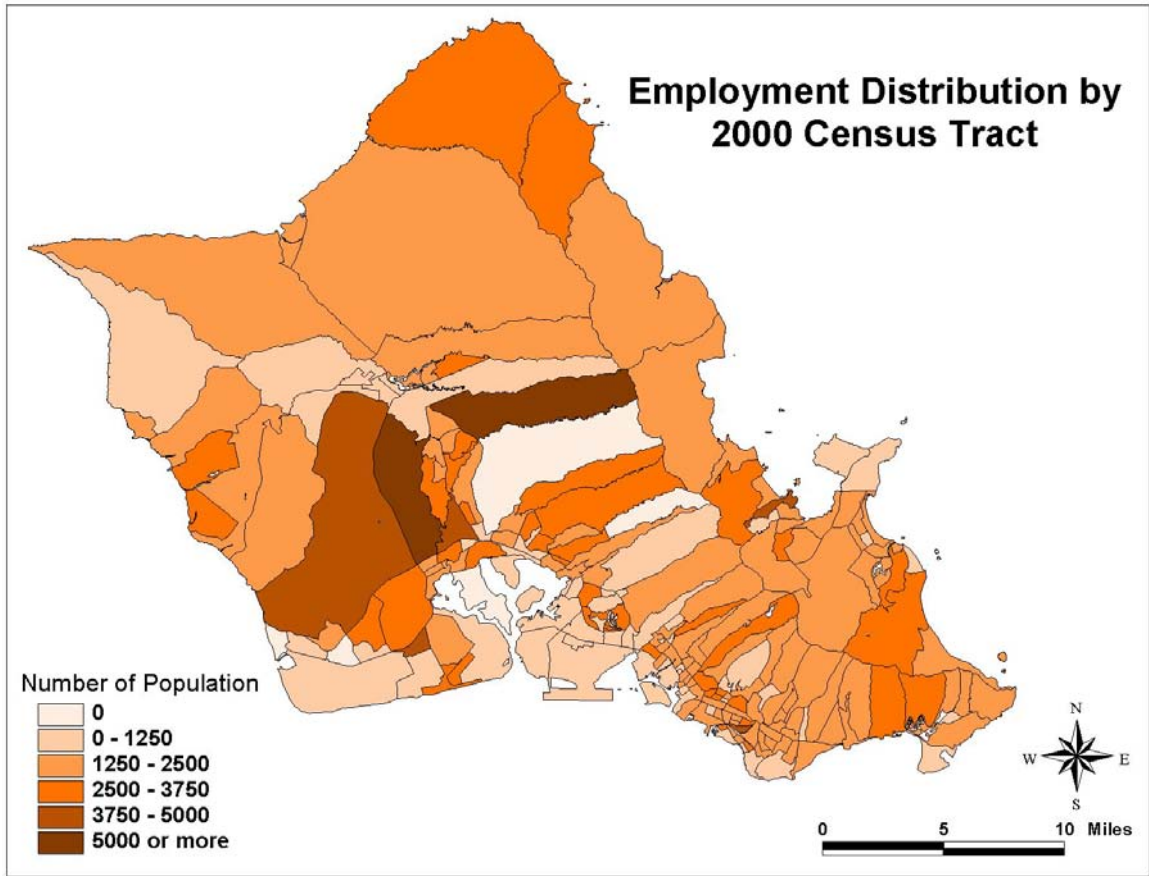 Employment Distribution by
2000 Census Tract
Number of Population
0
0 - 1250
1250 - 2500
2500 - 3750
3750 - 5000
5000 or more
N
W E
S
0 5 10 Miles